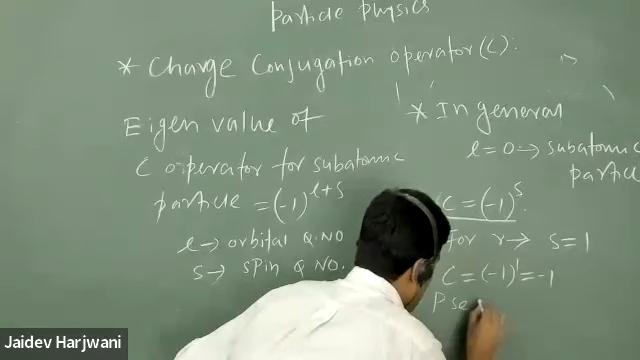 Particle Physics
* Charge Conjugation operator (C):
Eigen value of
C operator for subatomic
particle = (-1)^{l+s}
l → orbital Q.NO
s → spin Q NO.
* In general
l = 0 → subatomic
particle
C = (-1)^s.
For r → s = 1
C = (-1)^1 = -1
Pse
Jaidev Harjwani